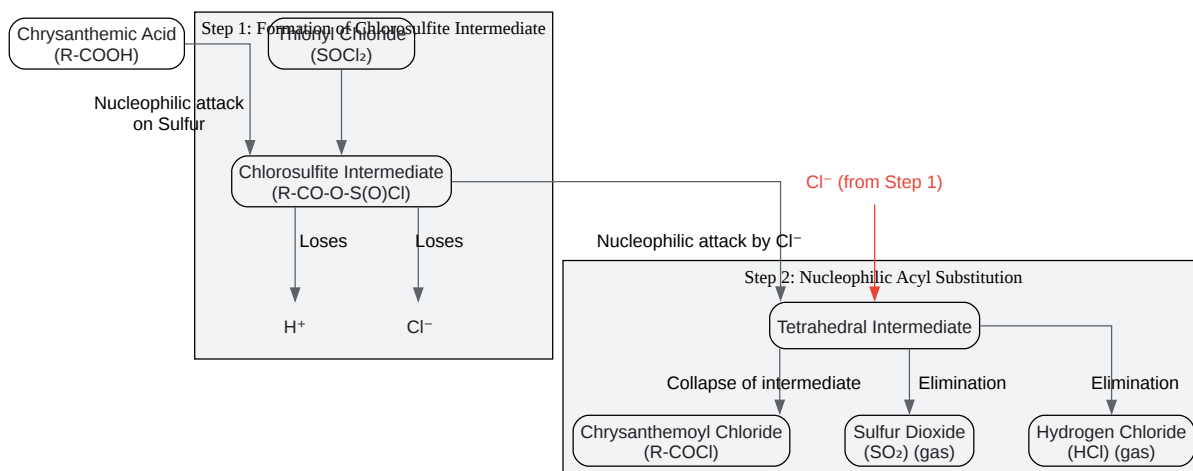 Step 1: Formation of Chlorosulfite Intermediate
Chrysanthemic Acid
(R-COOH)
Thionyl Chloride
(SOCl₂)
Nucleophilic attack
on Sulfur
Chlorosulfite Intermediate
(R-CO-O-S(O)Cl)
Loses
Loses
H⁺
Cl⁻
Cl⁻ (from Step 1)
Nucleophilic attack by Cl⁻
Step 2: Nucleophilic Acyl Substitution
Tetrahedral Intermediate
Collapse of intermediate
Elimination
Elimination
Chrysanthemoyl Chloride
(R-COCl)
Sulfur Dioxide
(SO₂) (gas)
Hydrogen Chloride
(HCl) (gas)